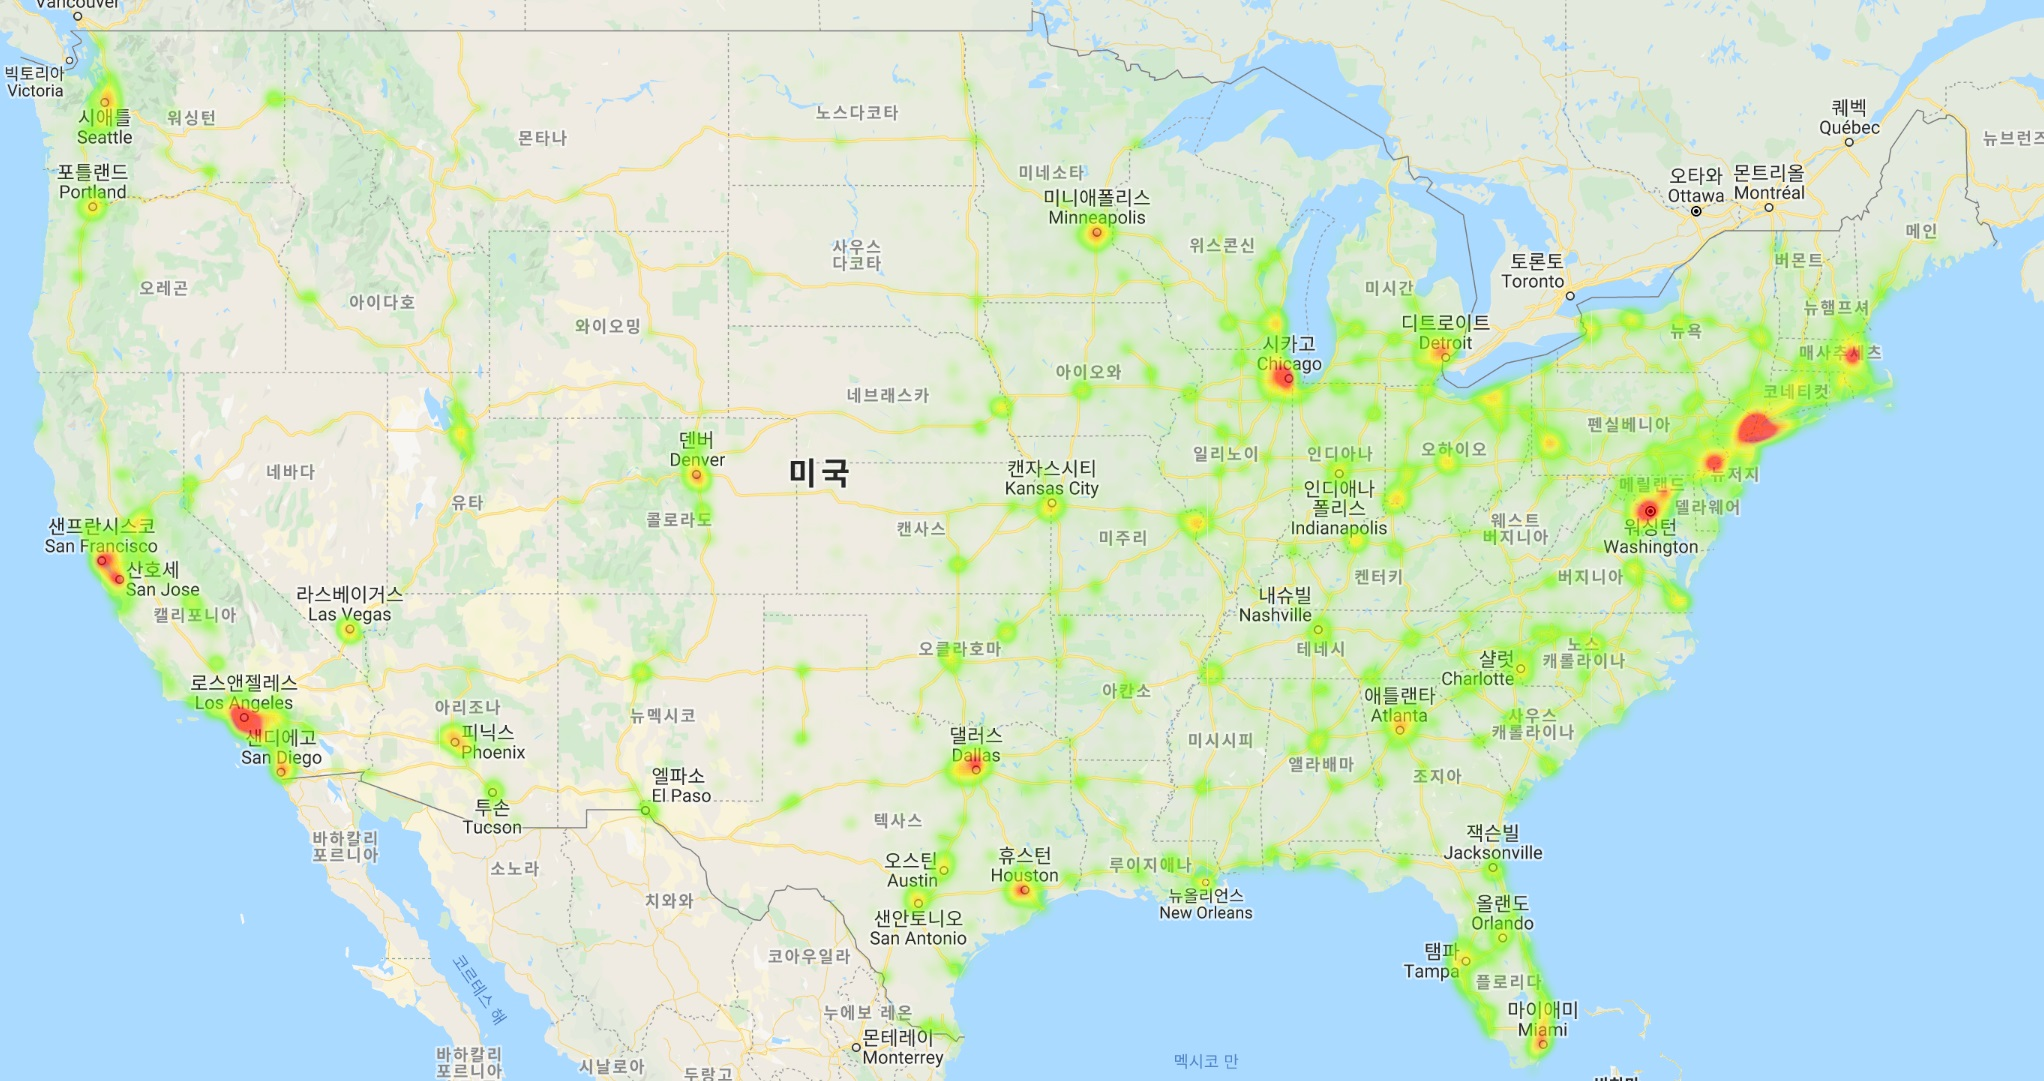 Vancouver
빅토리아
Victoria
시애틀
Seattle
워싱턴
포틀랜드
Portland
오레곤
몬타나
아이다호
와이오밍
노스다코타
사우스
다코타
미네소타
미니애폴리스
Minneapolis
위스콘신
미시간
디트로이트
Detroit
시카고
Chicago
토론토
Toronto
오타와
Ottawa
몬트리올
Montréal
퀘벡
Québec
뉴브런즈
메인
버몬트
뉴햄프셔
뉴욕
매사추세츠
코네티컷
펜실베니아
뉴저지
메릴랜드
델라웨어
워싱턴
Washington
웨스트
버지니아
버지니아
오하이오
인디아나
인디애나
폴리스
Indianapolis
일리노이
아이오와
네브래스카
덴버
Denver
콜로라도
미국
캔자스시티
Kansas City
캔사스
미주리
켄터키
내슈빌
Nashville
테네시
노스
캐롤라이나
샬럿
Charlotte
사우스
캐롤라이나
애틀랜타
Atlanta
조지아
앨라배마
미시시피
아칸소
오클라호마
네바다
유타
샌프란시스코
San Francisco
산호세
San Jose
캘리포니아
라스베이거스
Las Vegas
로스앤젤레스
Los Angeles
샌디에고
San Diego
아리조나
피닉스
Phoenix
투손
Tucson
뉴멕시코
엘파소
El Paso
댈러스
Dallas
텍사스
오스틴
Austin
휴스턴
Houston
샌안토니오
San Antonio
루이지애나
뉴올리언스
New Orleans
잭슨빌
Jacksonville
올랜도
Orlando
탬파
Tampa
플로리다
마이애미
Miami
바하칼리
포르니아
소노라
치와와
코아우일라
코르테스 해
누에보 레온
몬테레이
Monterrey
바하칼리
포르니아
시날로아
두랑고
멕시코 만